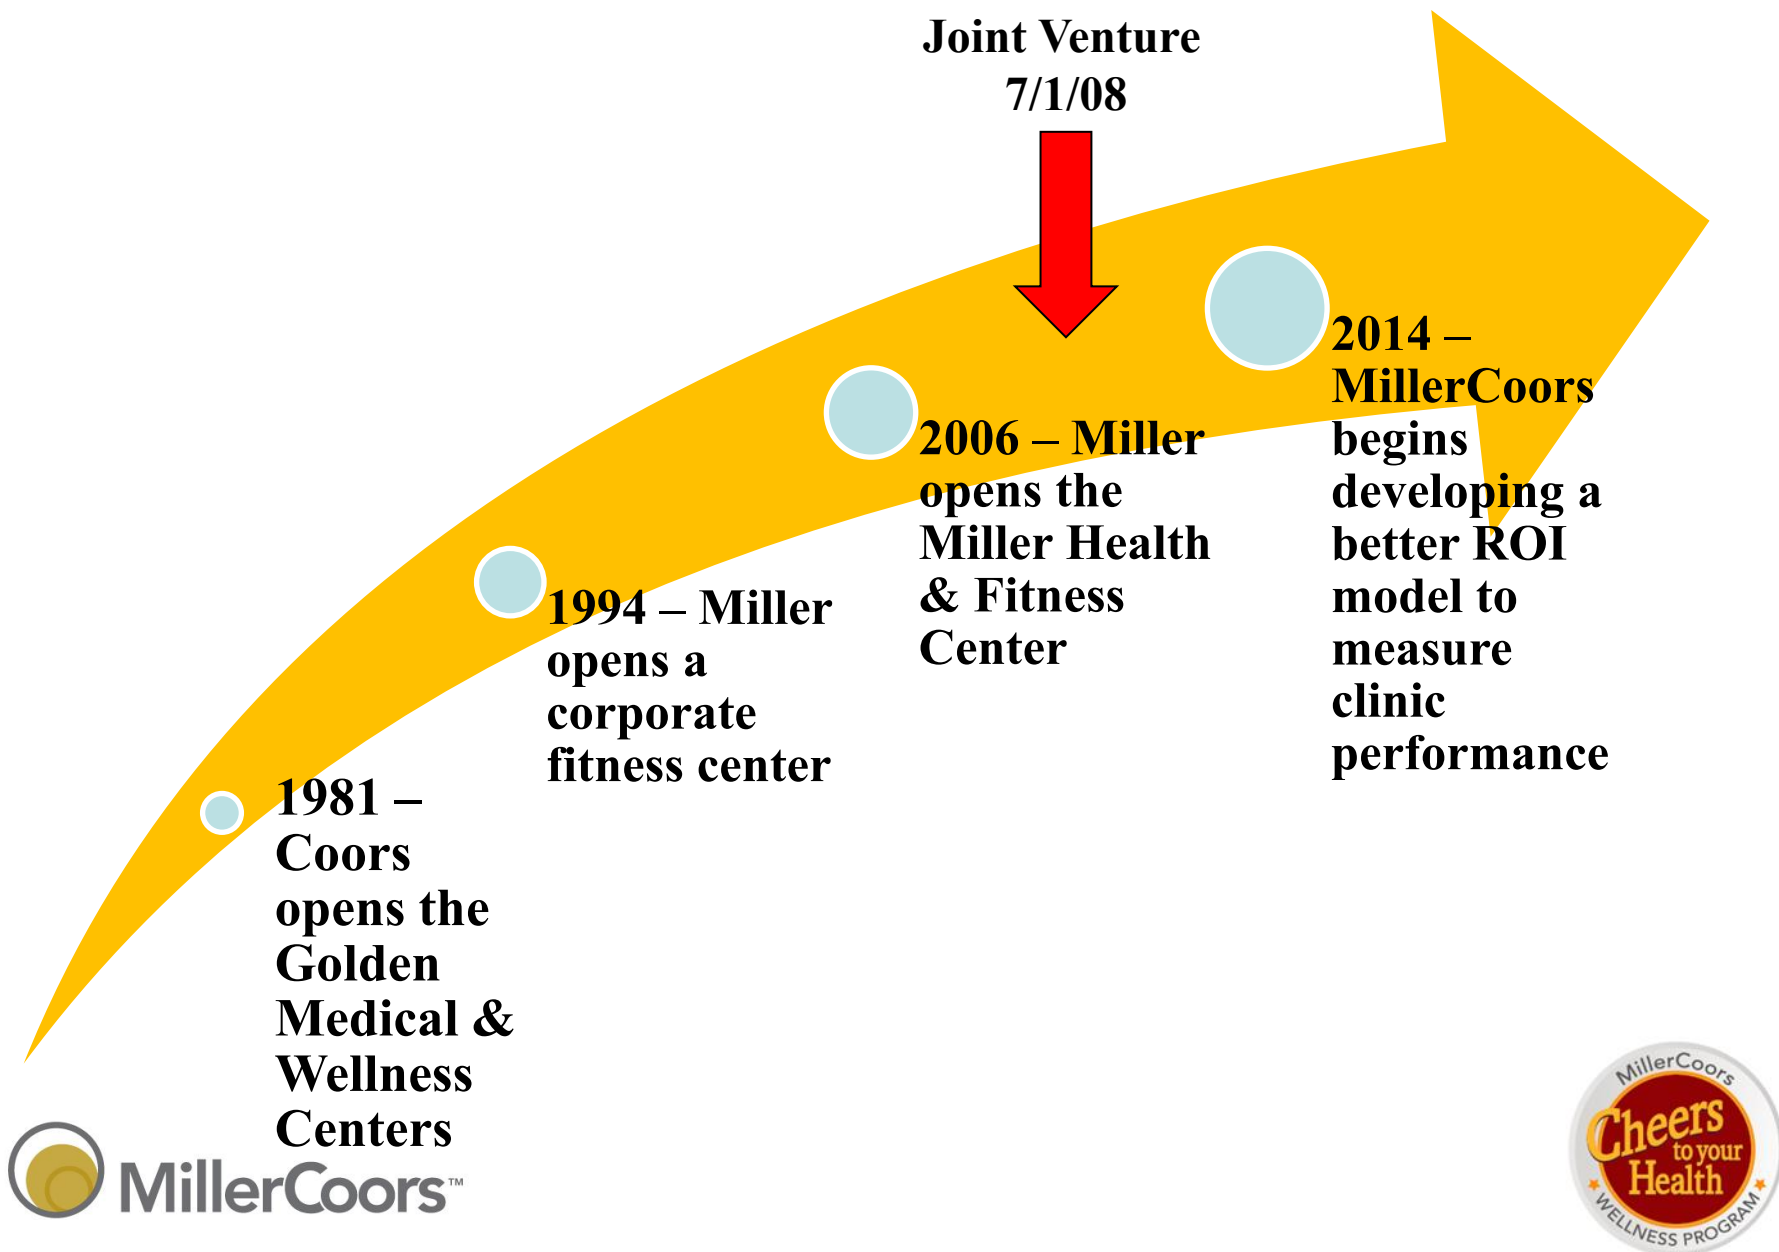 Joint Venture
7/1/08
2014 –
MillerCoors
begins
developing a
better ROI
model to
measure
clinic
performance
2006 – Miller
opens the
Miller Health
& Fitness
Center
1994 – Miller
opens a
corporate
fitness center
1981 –
Coors
opens the
Golden
Medical &
Wellness
Centers
MillerCoors™
MillerCoors
Cheers
to your
Health
WELLNESS PROGRAM